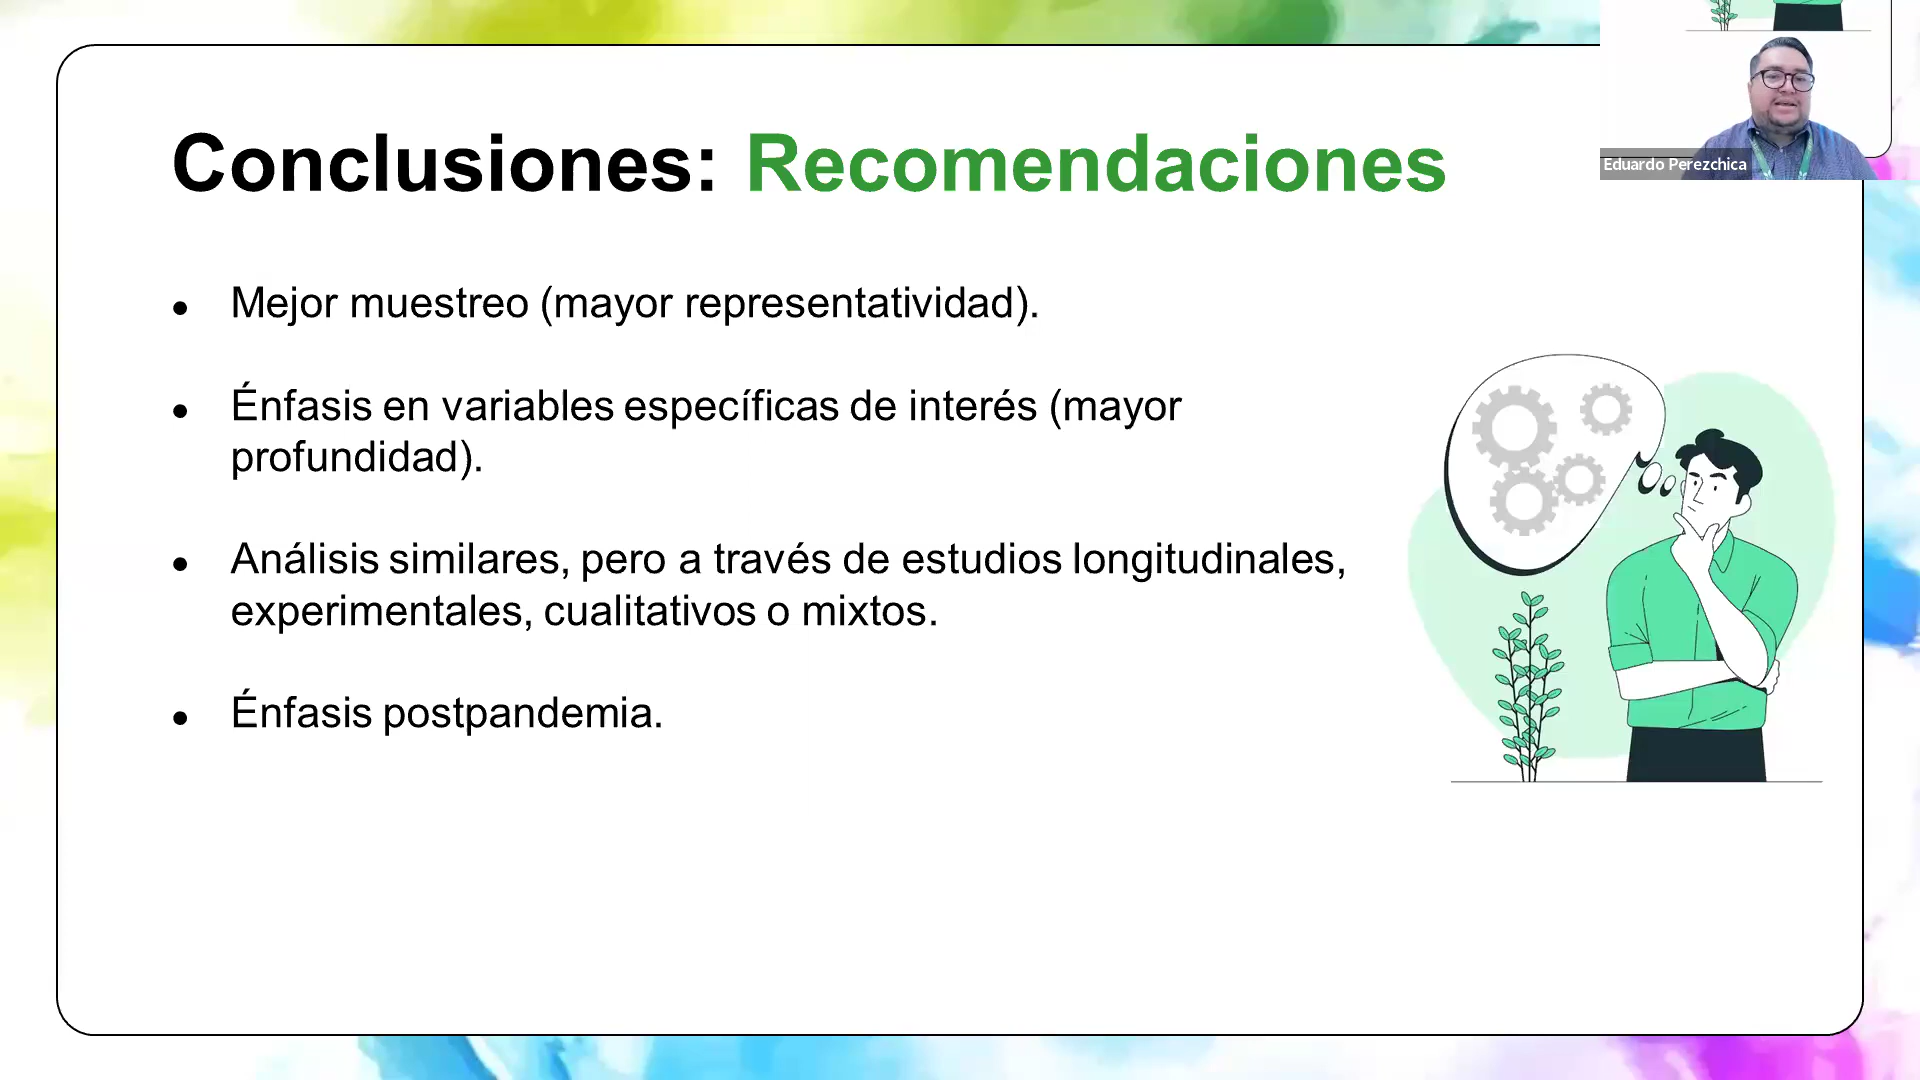 Conclusiones: Recomendaciones
Eduardo Perezchica
● Mejor muestreo (mayor representatividad).
● Énfasis en variables específicas de interés (mayor
profundidad).
● Análisis similares, pero a través de estudios longitudinales,
experimentales, cualitativos o mixtos.
● Énfasis postpandemia.